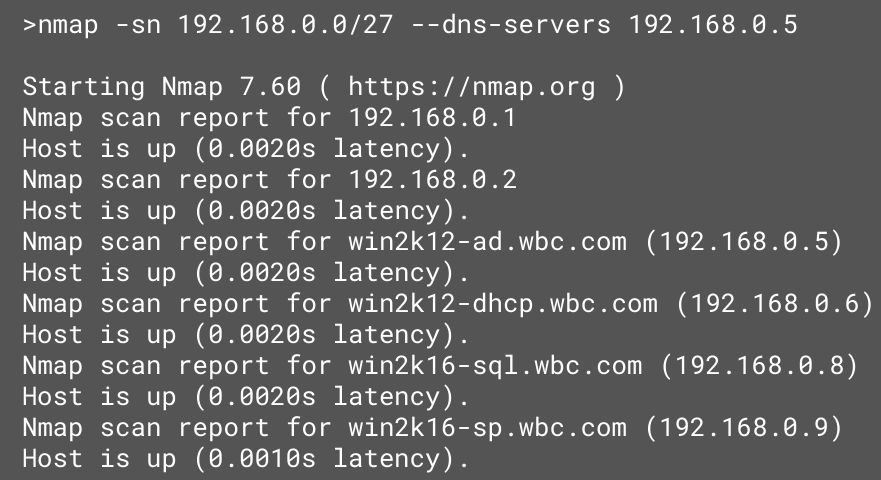 >nmap -sn 192.168.0.0/27 --dns-servers 192.168.0.5
Starting Nmap 7.60 ( https://nmap.org )
Nmap scan report for 192.168.0.1
Host is up (0.0020s latency).
Nmap scan report for 192.168.0.2
Host is up (0.0020s latency).
Nmap scan report for win2k12-ad.wbc.com (192.168.0.5)
Host is up (0.0020s latency).
Nmap scan report for win2k12-dhcp.wbc.com (192.168.0.6)
Host is up (0.0020s latency).
Nmap scan report for win2k16-sql.wbc.com (192.168.0.8)
Host is up (0.0020s latency).
Nmap scan report for win2k16-sp.wbc.com (192.168.0.9)
Host is up (0.0010s latency).